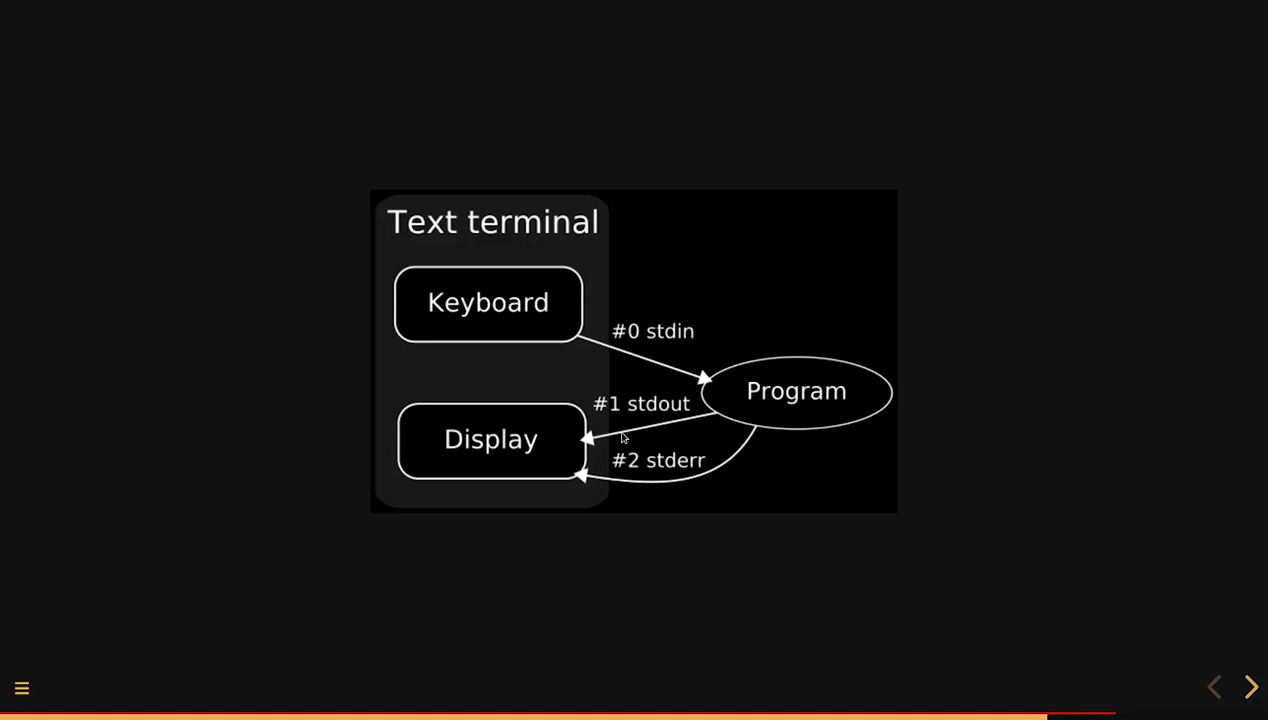 Text terminal
Keyboard
#0 stdin
Program
#1 stdout
Display
#2 stderr